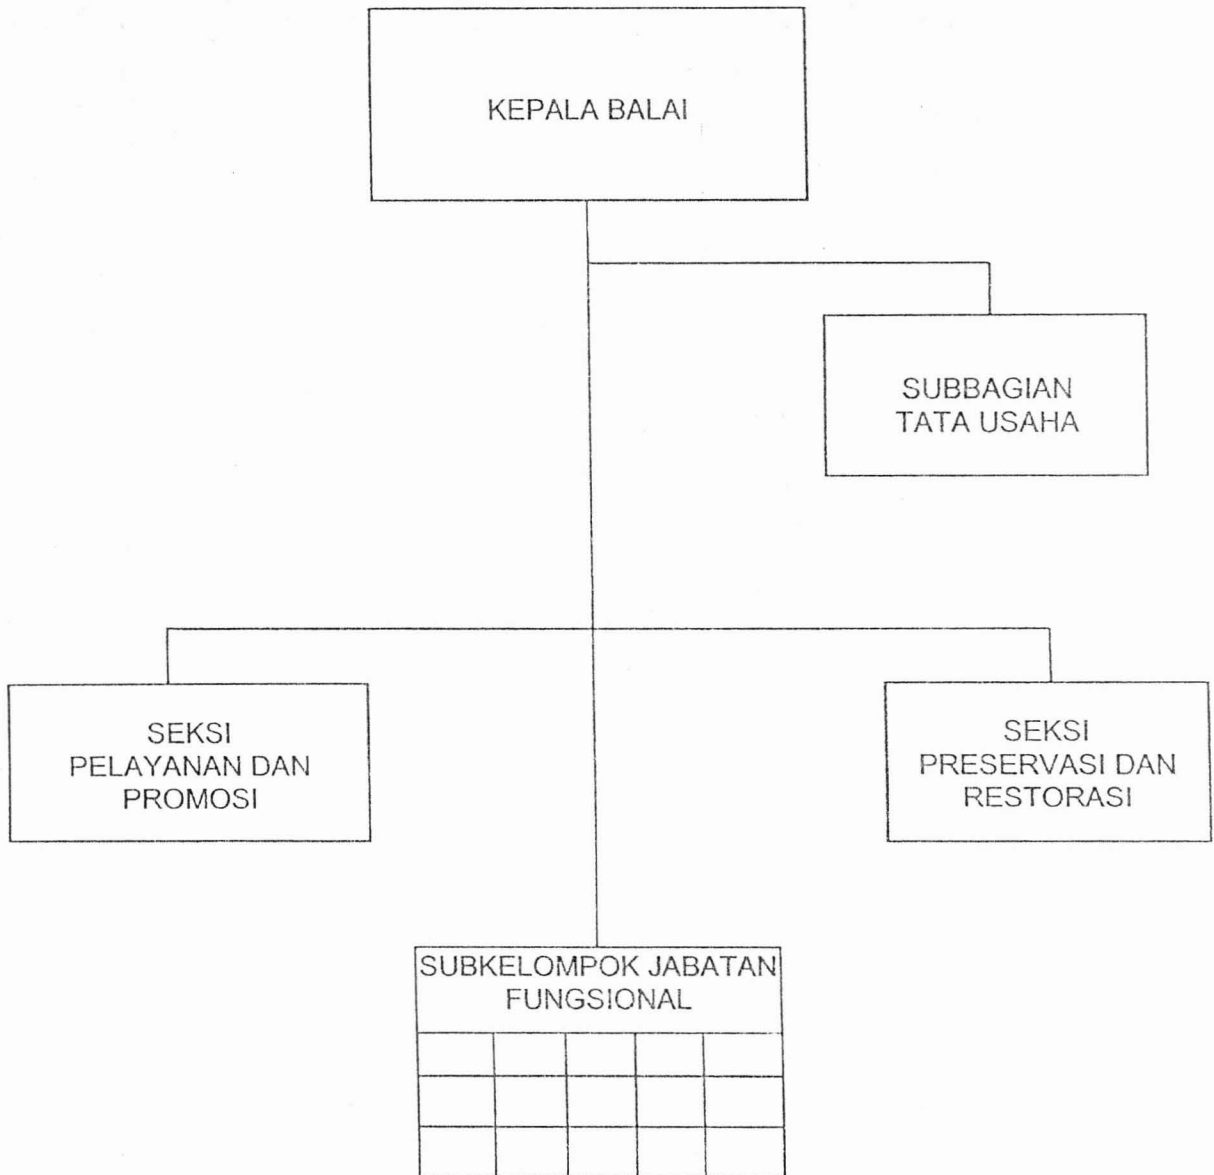 KEPALA BALAI
SUBBAGIAN
TATA USAHA
SEKSI
PELAYANAN DAN
PROMOSI
SEKSI
PRESERVASI DAN
RESTORASI
SUBKELOMPOK JABATAN
FUNGSIONAL